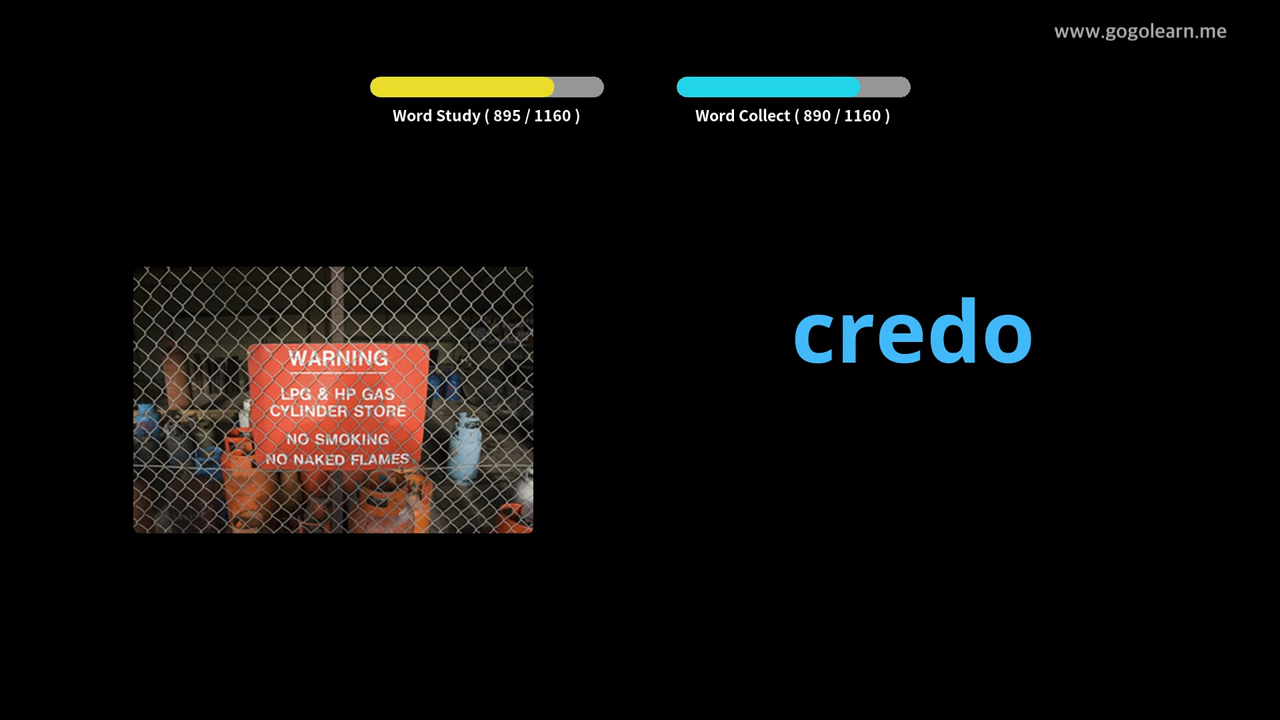 www.gogolearn.me
Word Study ( 895 / 1160 )
Word Collect ( 890 / 1160 )
credo
WARNING
LPG & HP GAS
CYLINDER STORE
NO SMOKING
NO NAKED FLAMES